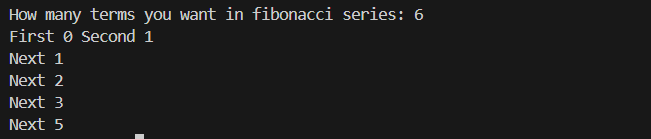 How many terms you want in fibonacci series: 6
First 0 Second 1
Next 1
Next 2
Next 3
Next 5